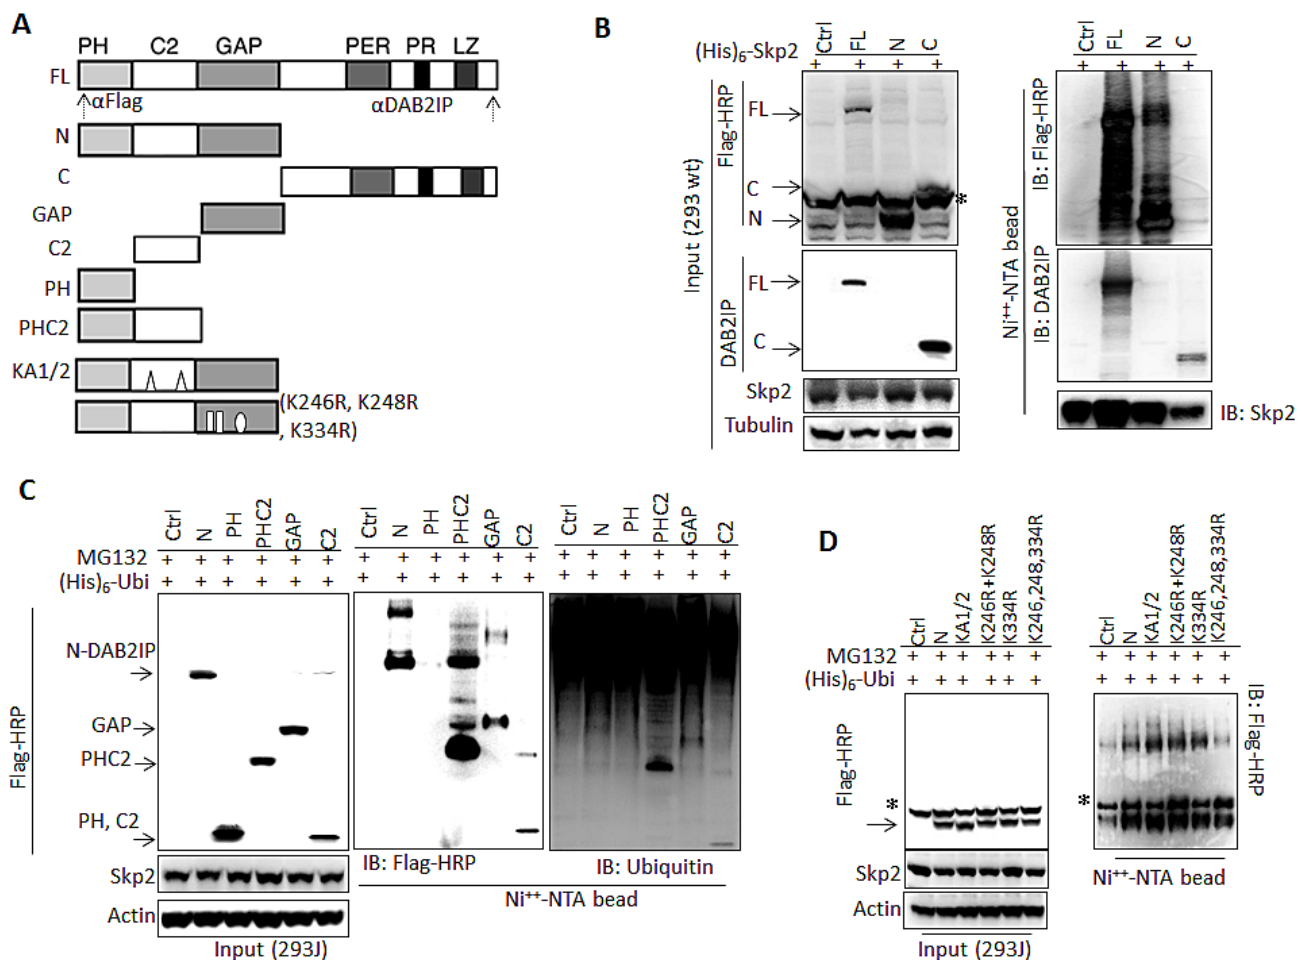 A
PH C2 GAP PER PR LZ
FL
αFlag αDAB2IP
N
C
GAP
C2
PH
PHC2
KA1/2
(K246R, K248R
, K334R)
B
(His)6-Skp2
Ctrl FL N C
+ + + +
Input (293 wt)
Flag-HRP
FL
C
N
*
DAB2IP
FL
C
Skp2
Tubulin
Ctrl FL N C
+ + + +
Ni++-NTA bead
IB: Flag-HRP
IB: DAB2IP
IB: Skp2
C
Ctrl N PH PHC2 GAP C2
Ctrl N PH PHC2 GAP C2
Ctrl N PH PHC2 GAP C2
MG132 + + + + + + + + + + + + + + + + + +
(His)6-Ubi + + + + + + + + + + + + + + + + + +
Flag-HRP
N-DAB2IP
GAP
PHC2
PH, C2
IB: Flag-HRP
IB: Ubiquitin
Skp2
Actin
Input (293J)
Ni++-NTA bead
D
Ctrl N KA1/2 K246R+K248R K334R K246,248,334R
Ctrl N KA1/2 K246R+K248R K334R K246,248,334R
MG132 + + + + + + + + + + + +
(His)6-Ubi + + + + + + + + + + + +
Flag-HRP
*
*
IB: Flag-HRP
Skp2
Actin
Input (293J)
Ni++-NTA bead